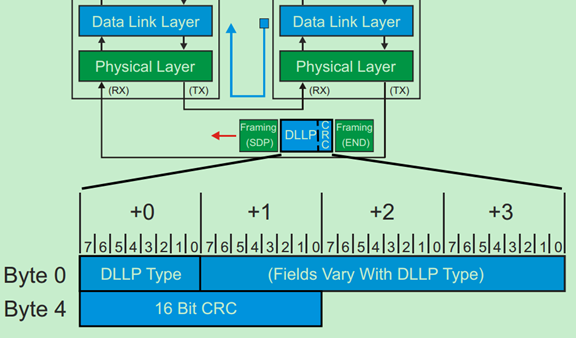 Data Link Layer Data Link Layer
Physical Layer Physical Layer
(RX) (TX) (RX) (TX)
Framing (SDP)
DLLP CRC
Framing (END)
+0 +1 +2 +3
7 6 5 4 3 2 1 0 7 6 5 4 3 2 1 0 7 6 5 4 3 2 1 0 7 6 5 4 3 2 1 0
Byte 0 DLLP Type (Fields Vary With DLLP Type)
Byte 4 16 Bit CRC